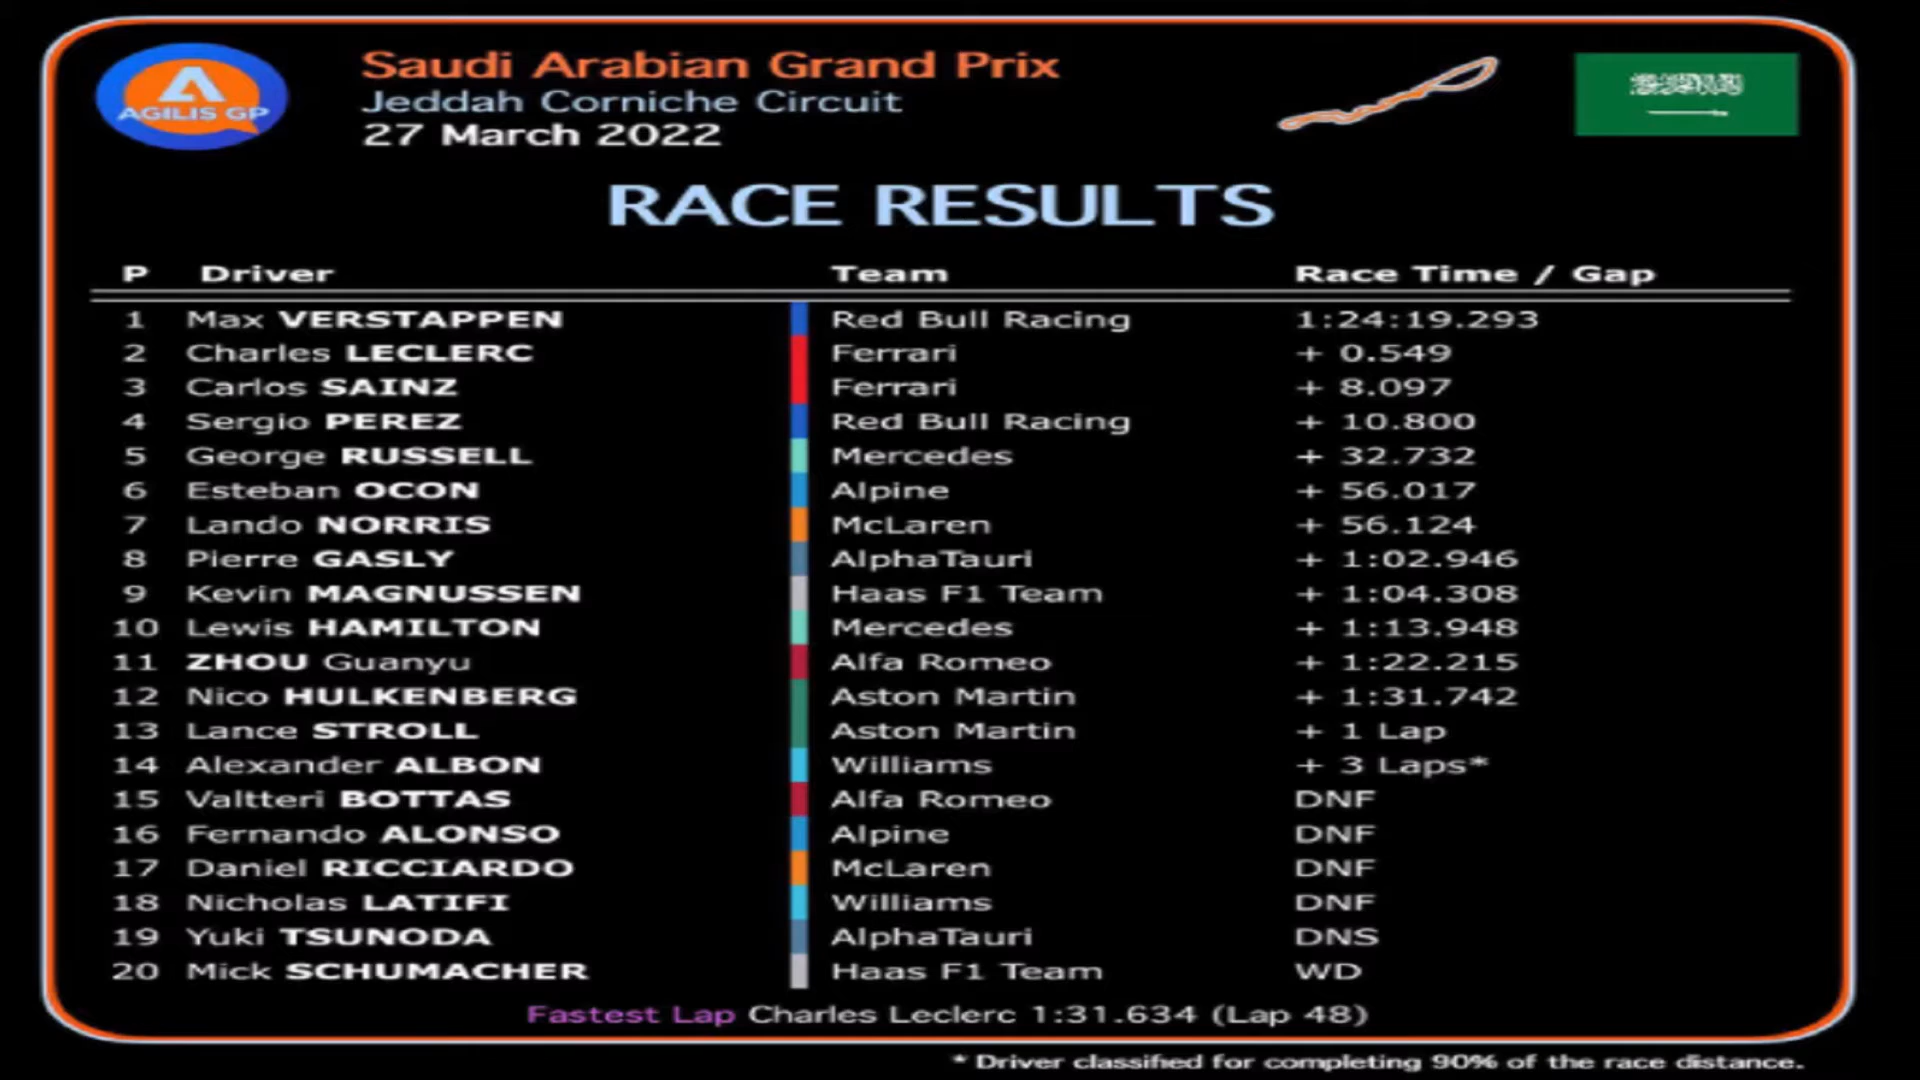 AGILIS GP
Saudi Arabian Grand Prix
Jeddah Corniche Circuit
27 March 2022
RACE RESULTS
P Driver Team Race Time / Gap
1 Max VERSTAPPEN Red Bull Racing 1:24:19.293
2 Charles LECLERC Ferrari + 0.549
3 Carlos SAINZ Ferrari + 8.097
4 Sergio PEREZ Red Bull Racing + 10.800
5 George RUSSELL Mercedes + 32.732
6 Esteban OCON Alpine + 56.017
7 Lando NORRIS McLaren + 56.124
8 Pierre GASLY AlphaTauri + 1:02.946
9 Kevin MAGNUSSEN Haas F1 Team + 1:04.308
10 Lewis HAMILTON Mercedes + 1:13.948
11 ZHOU Guanyu Alfa Romeo + 1:22.215
12 Nico HULKENBERG Aston Martin + 1:31.742
13 Lance STROLL Aston Martin + 1 Lap
14 Alexander ALBON Williams + 3 Laps*
15 Valtteri BOTTAS Alfa Romeo DNF
16 Fernando ALONSO Alpine DNF
17 Daniel RICCIARDO McLaren DNF
18 Nicholas LATIFI Williams DNF
19 Yuki TSUNODA AlphaTauri DNS
20 Mick SCHUMACHER Haas F1 Team WD
Fastest Lap Charles Leclerc 1:31.634 (Lap 48)
* Driver classified for completing 90% of the race distance.